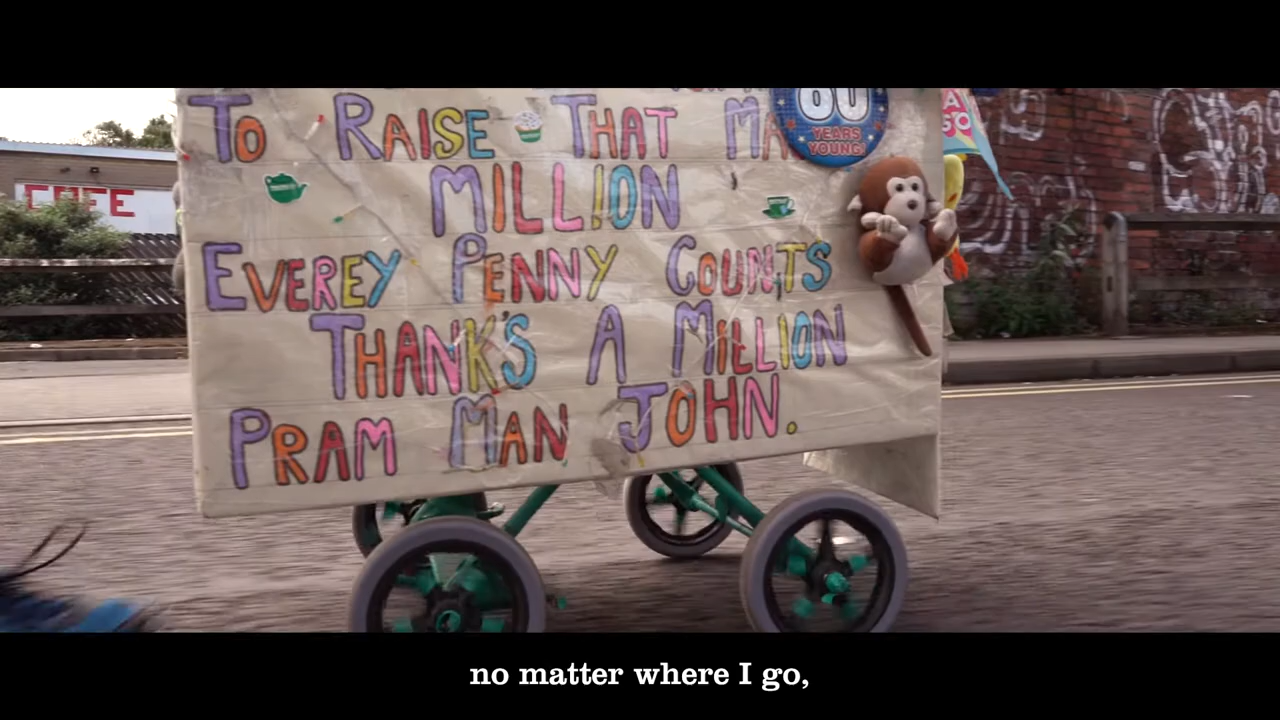 TO RAISE THAT
60
YEARS
YOUNG!
CAFE
MILLION
EVEREY PENNY COUNTS
THANK'S A MILLION
PRAM MAN JOHN.
no matter where I go,